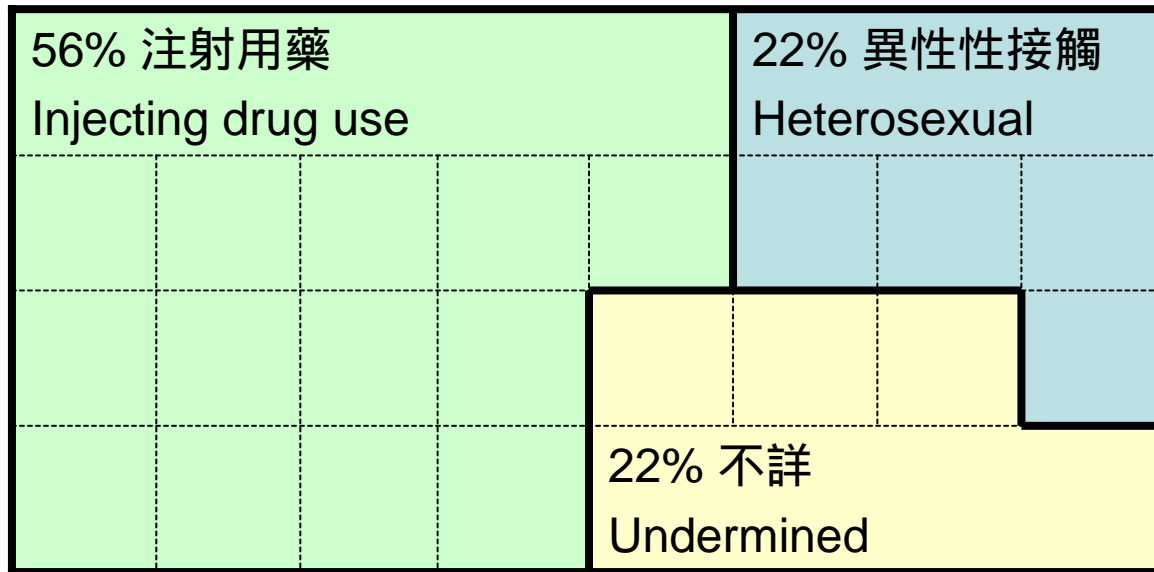 56% 注射用藥
Injecting drug use
22% 異性性接觸
Heterosexual
22% 不詳
Undermined